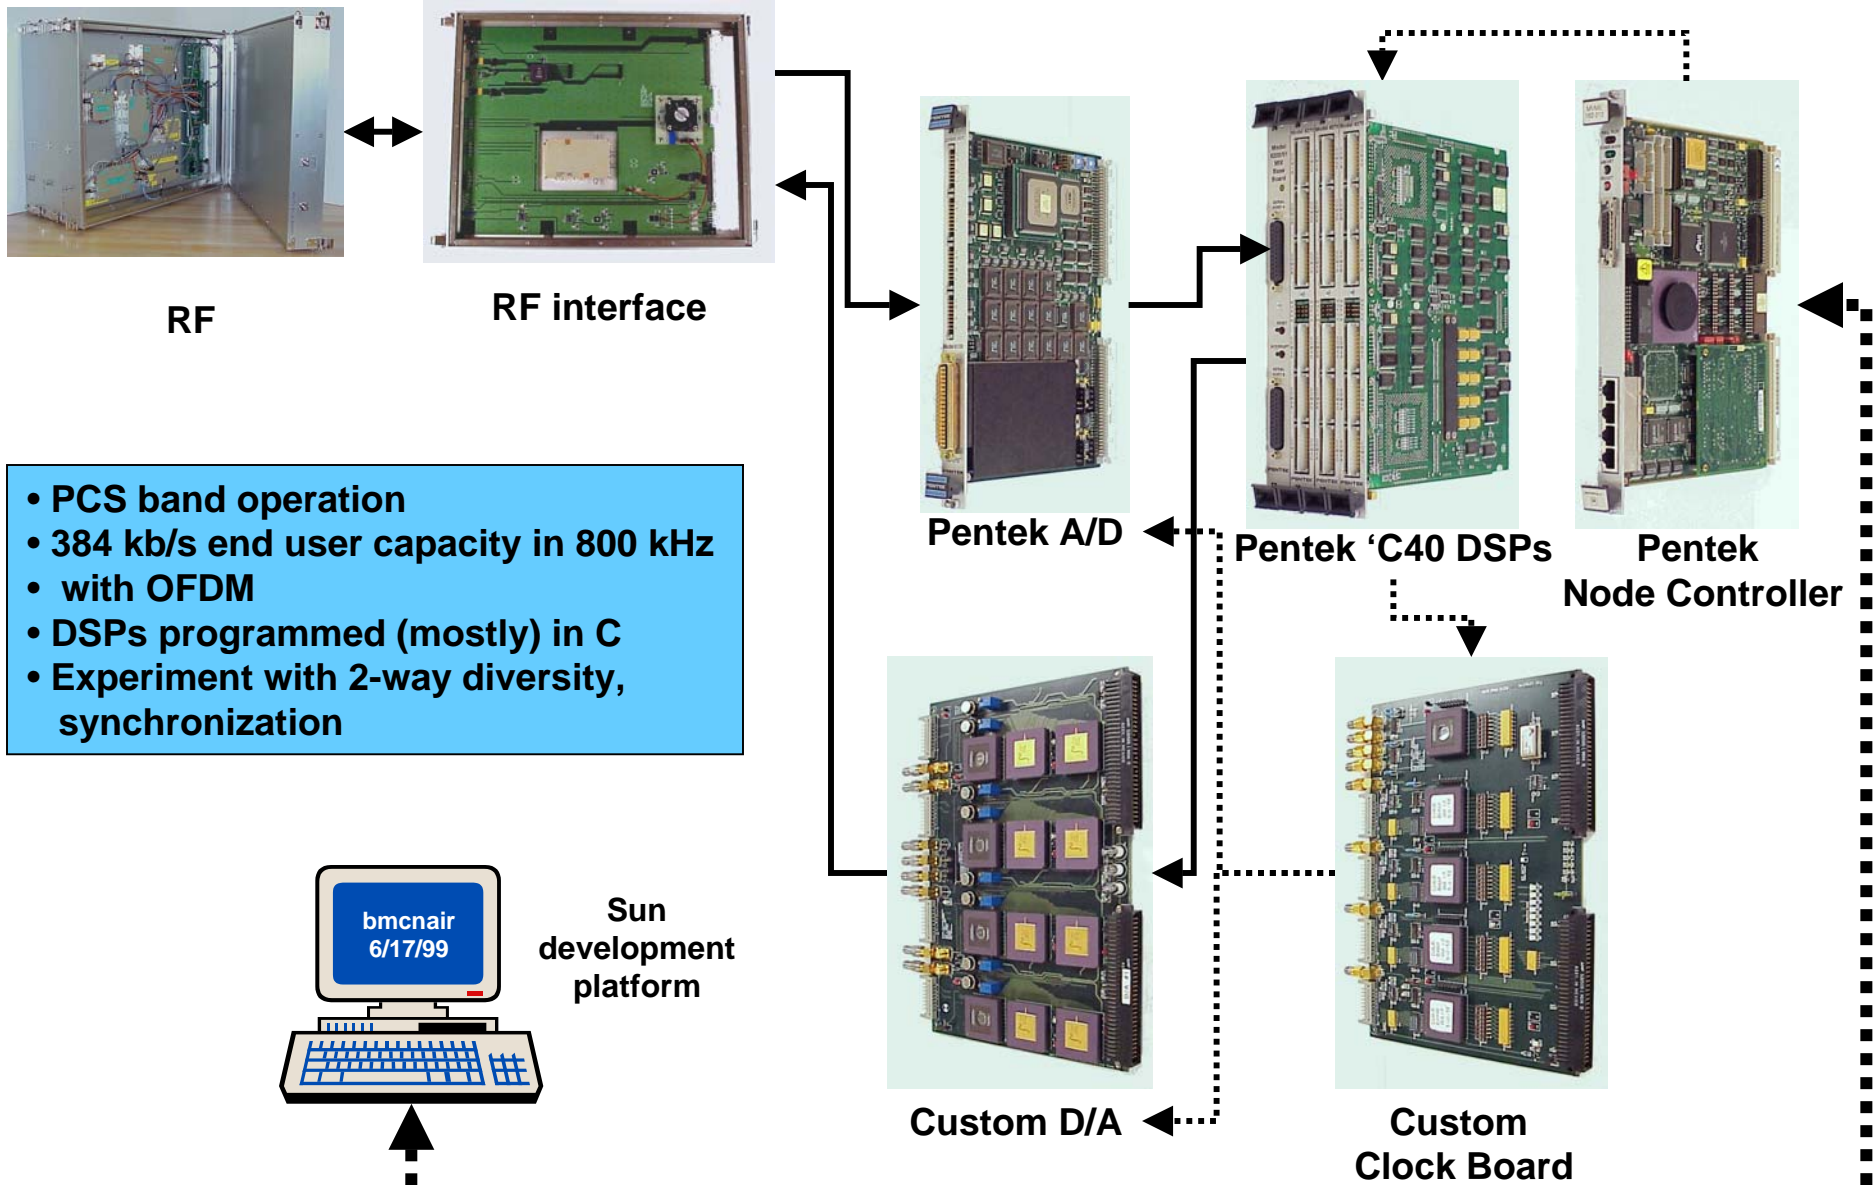 RF
RF interface
Pentek A/D
Pentek ‘C40 DSPs
Pentek
Node Controller
• PCS band operation
• 384 kb/s end user capacity in 800 kHz
• with OFDM
• DSPs programmed (mostly) in C
• Experiment with 2-way diversity,
synchronization
bmcnair
6/17/99
Sun
development
platform
Custom D/A
Custom
Clock Board